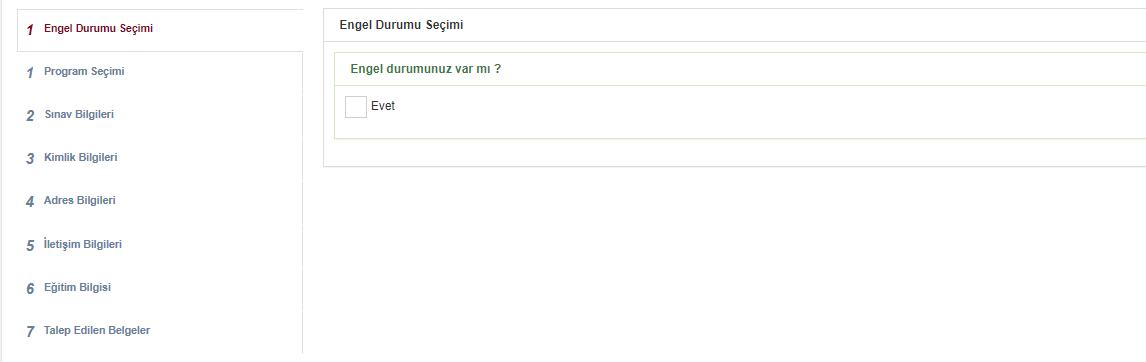 1 Engel Durumu Seçimi
1 Program Seçimi
2 Sınav Bilgileri
3 Kimlik Bilgileri
4 Adres Bilgileri
5 İletişim Bilgileri
6 Eğitim Bilgisi
7 Talep Edilen Belgeler
Engel Durumu Seçimi
Engel durumunuz var mı ?
Evet